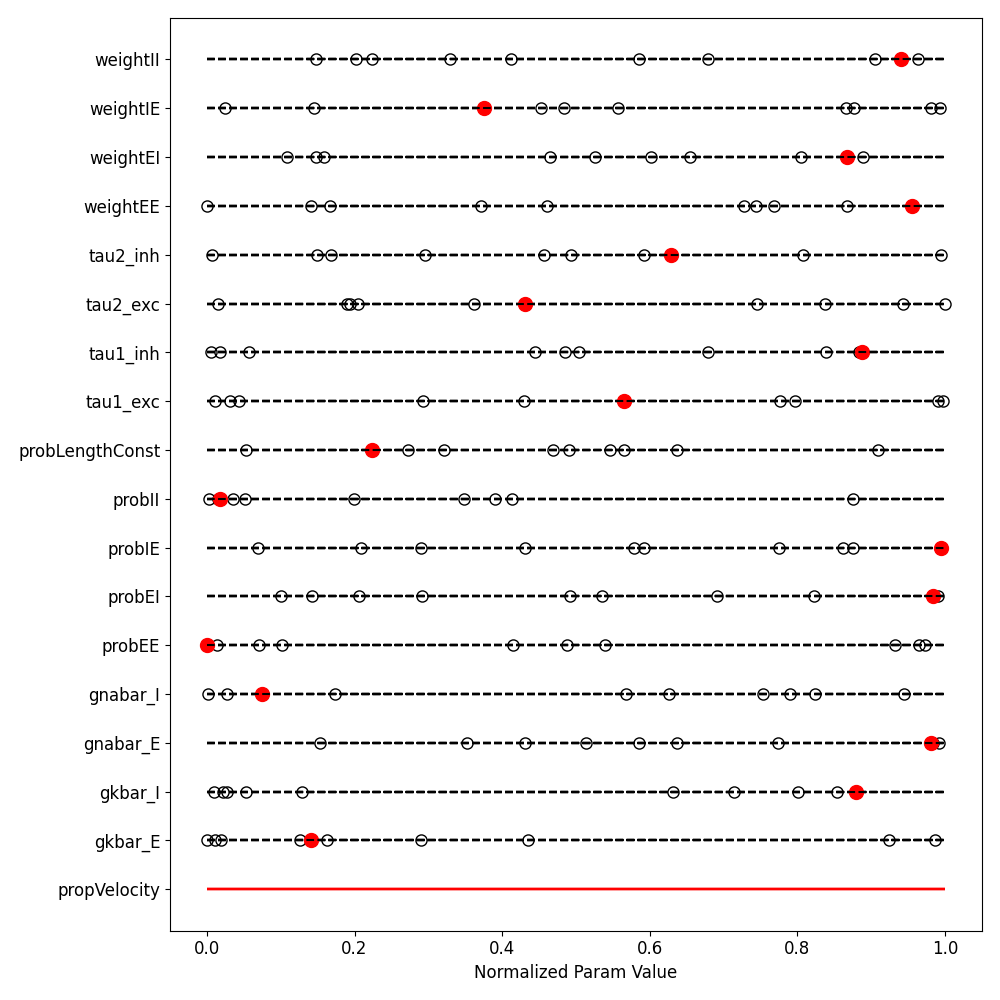 weightII
weightIE
weightEI
weightEE
tau2_inh
tau2_exc
tau1_inh
tau1_exc
probLengthConst
probII
probIE
probEI
probEE
gnabar_I
gnabar_E
gkbar_I
gkbar_E
propVelocity
0.0 0.2 0.4 0.6 0.8 1.0
Normalized Param Value